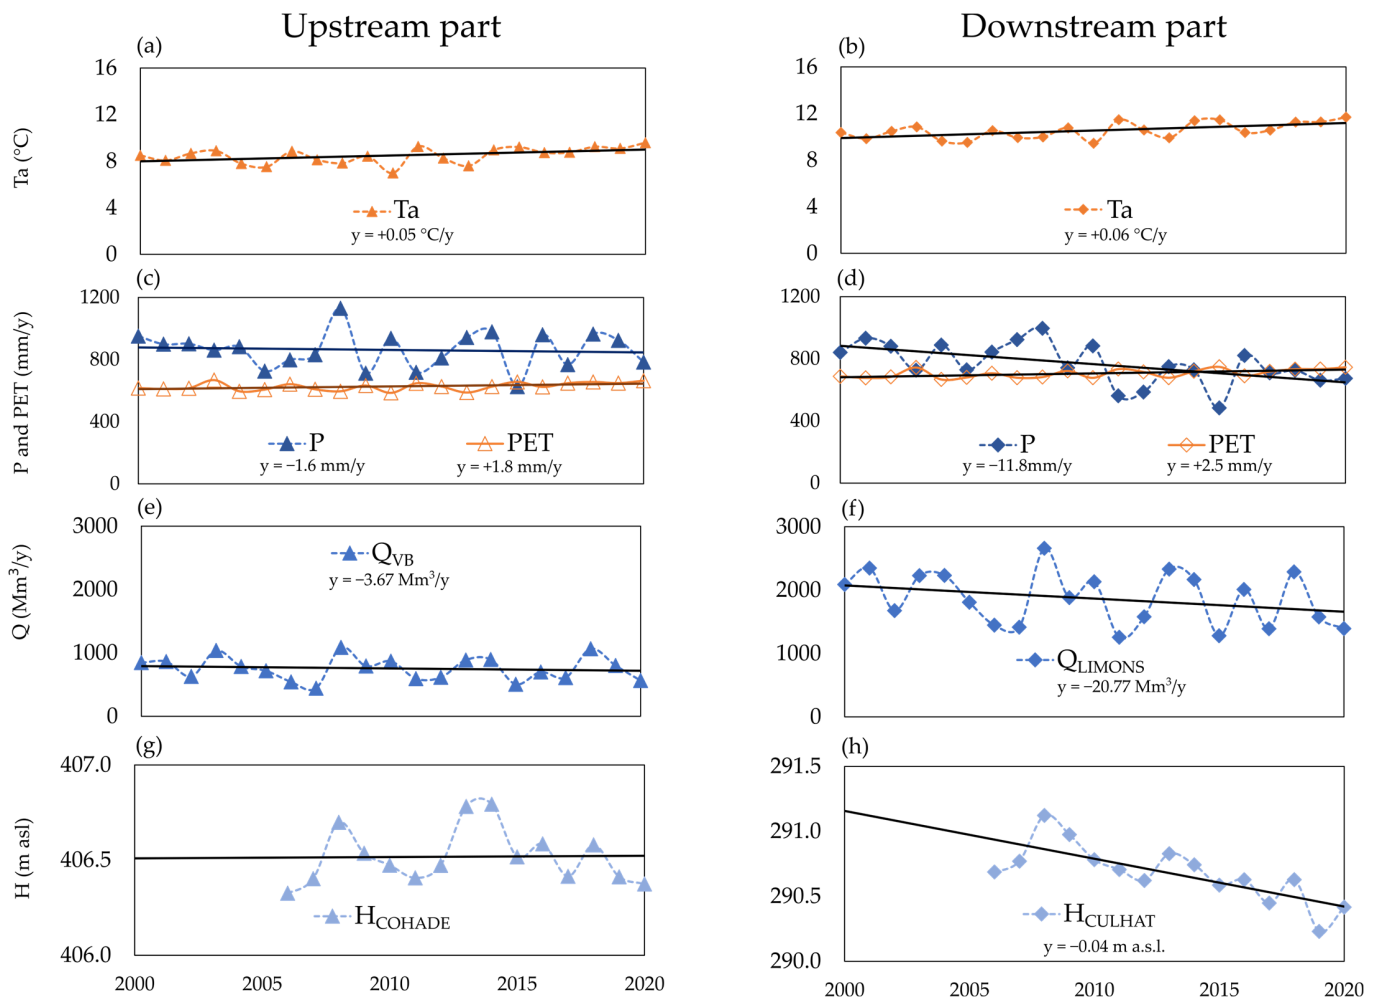 Upstream part
Downstream part
(a)
(b)
Ta (°C)
16
12
8
4
0
Ta
y = +0.05 °C/y
16
12
8
4
0
Ta
y = +0.06 °C/y
(c)
(d)
P and PET (mm/y)
1200
800
400
0
P
y = −1.6 mm/y
PET
y = +1.8 mm/y
1200
800
400
0
P
y = −11.8mm/y
PET
y = +2.5 mm/y
(e)
(f)
Q (Mm³/y)
3000
2000
1000
0
Q_VB
y = −3.67 Mm³/y
3000
2000
1000
0
Q_LIMONS
y = −20.77 Mm³/y
(g)
(h)
H (m asl)
407.0
406.5
406.0
H_COHADE
2000
2005
2010
2015
2020
291.5
291.0
290.5
290.0
H_CULHAT
y = −0.04 m a.s.l.
2000
2005
2010
2015
2020